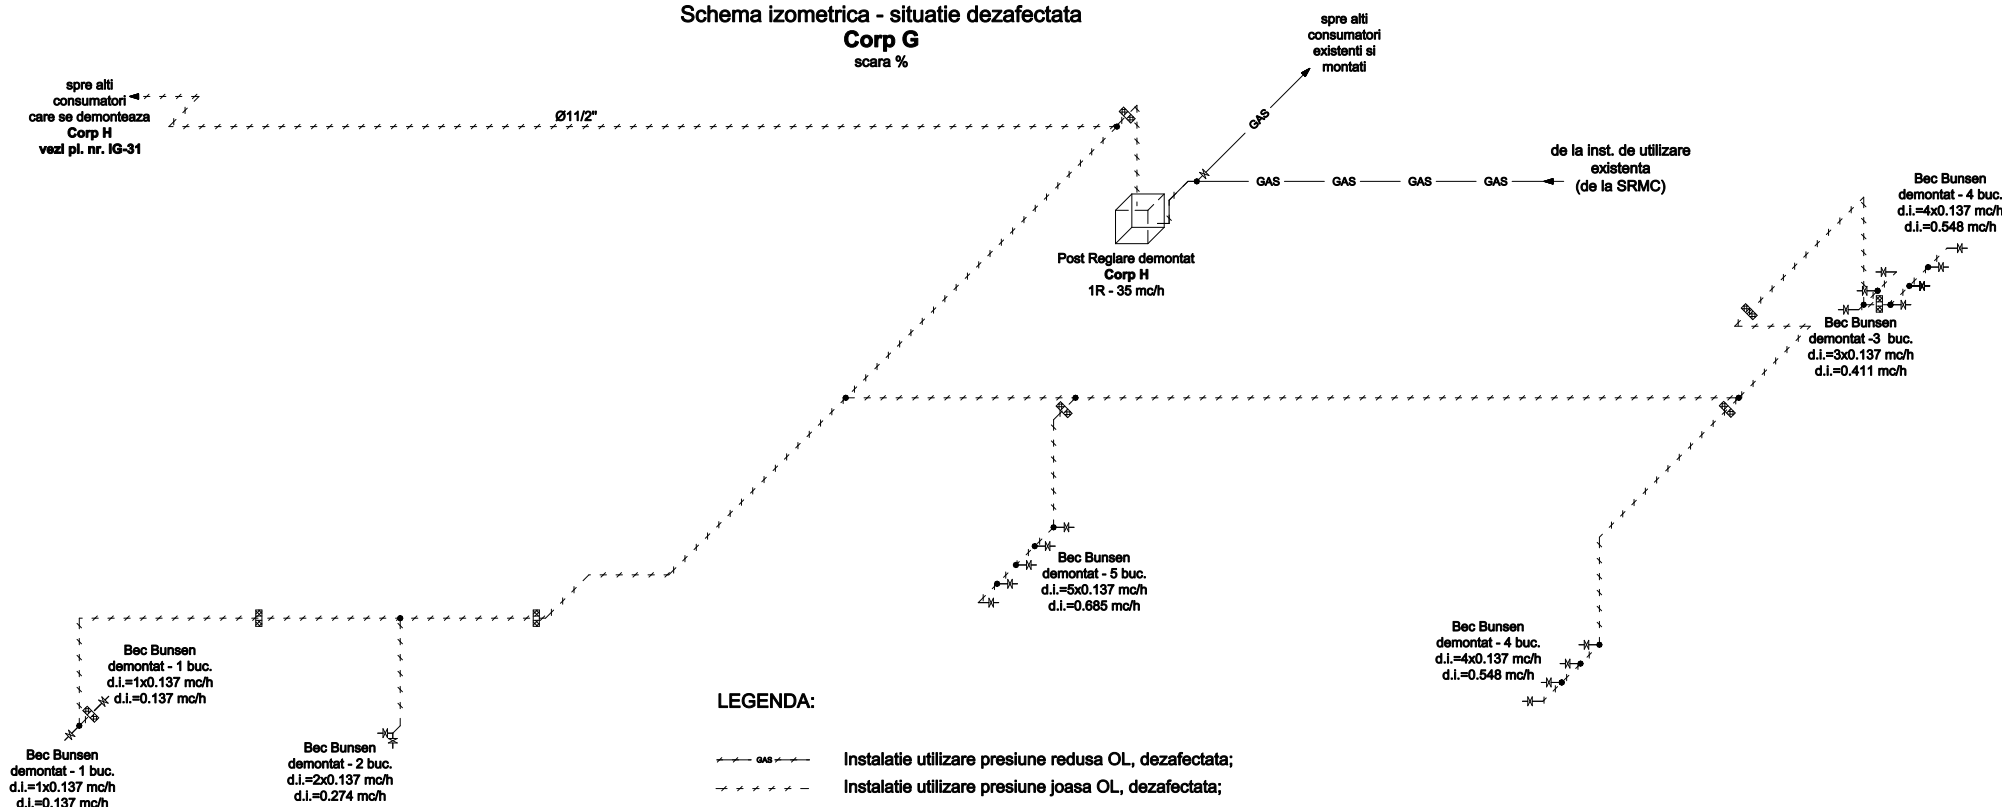 Schema izometrica - situatie dezafectata
Corp G
scara %
spre alti
consumatori
existenti si
montati
spre alti
consumatori
care se demonteaza
Corp H
vezi pl. nr. IG-31
Ø11/2"
GAS
de la inst. de utilizare
existenta
(de la SRMC)
GAS GAS GAS GAS
Bec Bunsen
demontat - 4 buc.
d.i.=4x0.137 mc/h
d.i.=0.548 mc/h
Post Reglare demontat
Corp H
1R - 35 mc/h
Bec Bunsen
demontat -3 buc.
d.i.=3x0.137 mc/h
d.i.=0.411 mc/h
Bec Bunsen
demontat - 5 buc.
d.i.=5x0.137 mc/h
d.i.=0.685 mc/h
Bec Bunsen
demontat - 4 buc.
d.i.=4x0.137 mc/h
d.i.=0.548 mc/h
Bec Bunsen
demontat - 1 buc.
d.i.=1x0.137 mc/h
d.i.=0.137 mc/h
Bec Bunsen
demontat - 1 buc.
d.i.=1x0.137 mc/h
d.i.=0.137 mc/h
Bec Bunsen
demontat - 2 buc.
d.i.=2x0.137 mc/h
d.i.=0.274 mc/h
LEGENDA:
GAS Instalatie utilizare presiune redusa OL, dezafectata;
Instalatie utilizare presiune joasa OL, dezafectata;